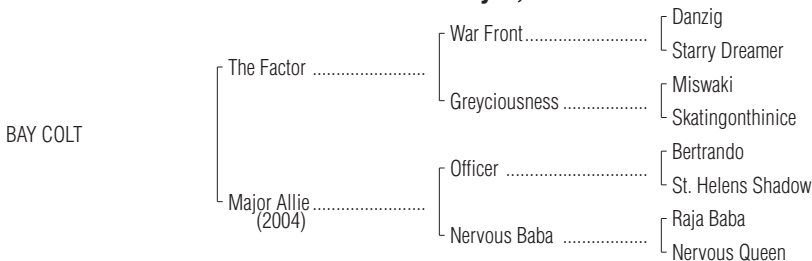 Danzig
War Front........................
Starry Dreamer
The Factor ........................
Miswaki
Greyciousness ..................
Skatingonthinice
BAY COLT
Bertrando
Officer ..............................
St. Helens Shadow
Major Allie ........................
(2004)
Raja Baba
Nervous Baba ..................
Nervous Queen